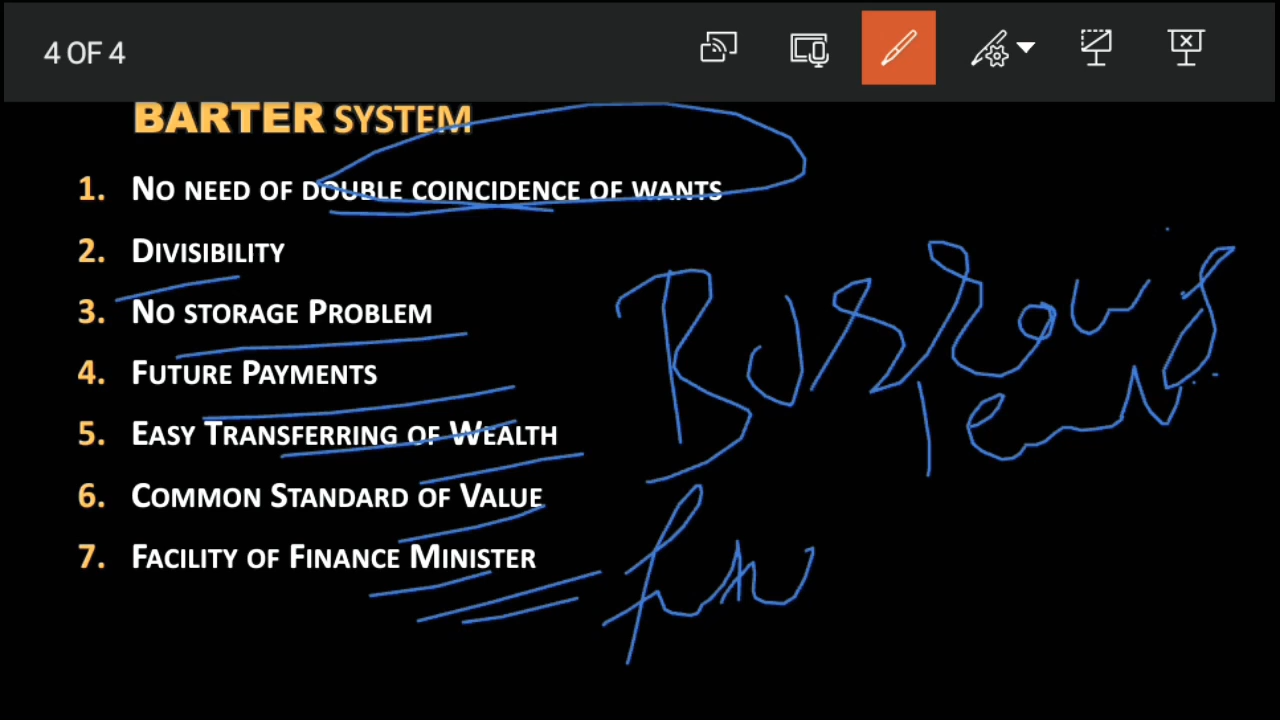 4 OF 4
BARTER SYSTEM
1. NO NEED OF DOUBLE COINCIDENCE OF WANTS
2. DIVISIBILITY
3. NO STORAGE PROBLEM
4. FUTURE PAYMENTS
5. EASY TRANSFERRING OF WEALTH
6. COMMON STANDARD OF VALUE
7. FACILITY OF FINANCE MINISTER